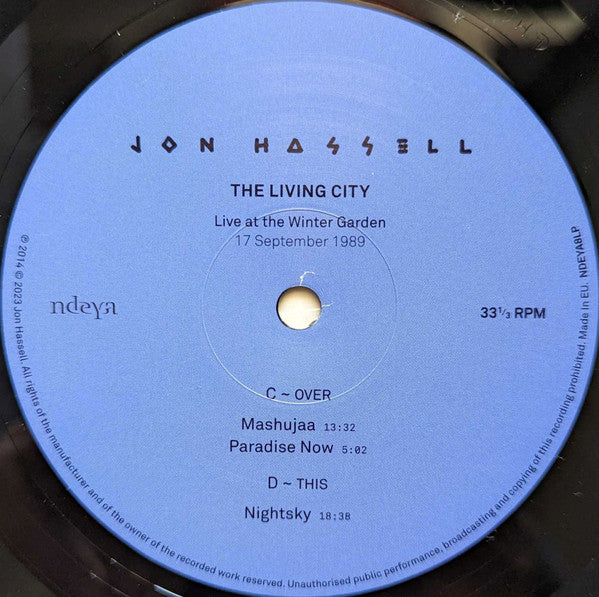 JON HASSELL
THE LIVING CITY
Live at the Winter Garden
17 September 1989
ndeya
33⅓ RPM
C ~ OVER
Mashujaa 13:32
Paradise Now 5:02
D ~ THIS
Nightsky 18:38
℗ 2014 © 2023 Jon Hassell. All rights of the manufacturer and of the owner of the recorded work reserved. Unauthorised public performance, broadcasting and copying of this recording prohibited. Made in EU. NDEYA8LP